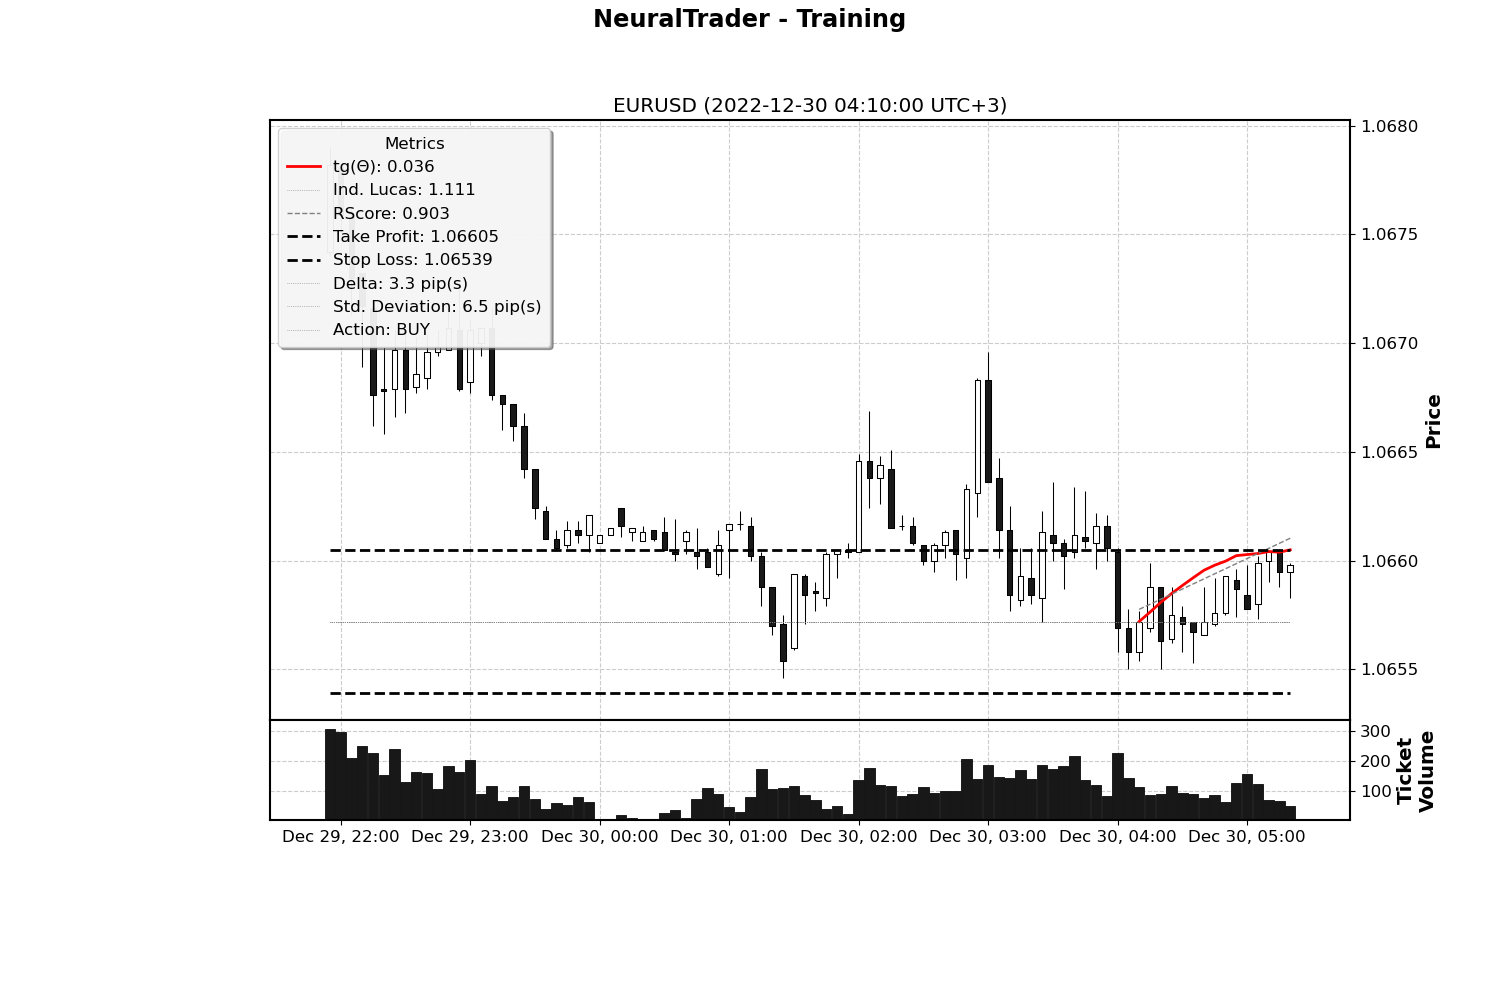 NeuralTrader - Training
EURUSD (2022-12-30 04:10:00 UTC+3)
Metrics
tg(Θ): 0.036
Ind. Lucas: 1.111
RScore: 0.903
Take Profit: 1.06605
Stop Loss: 1.06539
Delta: 3.3 pip(s)
Std. Deviation: 6.5 pip(s)
Action: BUY
1.0680
1.0675
1.0670
1.0665
1.0660
1.0655
Price
300
200
100
Ticket
Volume
Dec 29, 22:00
Dec 29, 23:00
Dec 30, 00:00
Dec 30, 01:00
Dec 30, 02:00
Dec 30, 03:00
Dec 30, 04:00
Dec 30, 05:00